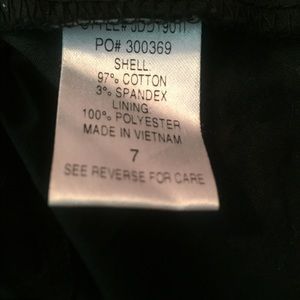 PO# 300369
SHELL:
97% COTTON
3% SPANDEX
LINING:
100% POLYESTER
MADE IN VIETNAM
7
SEE REVERSE FOR CARE